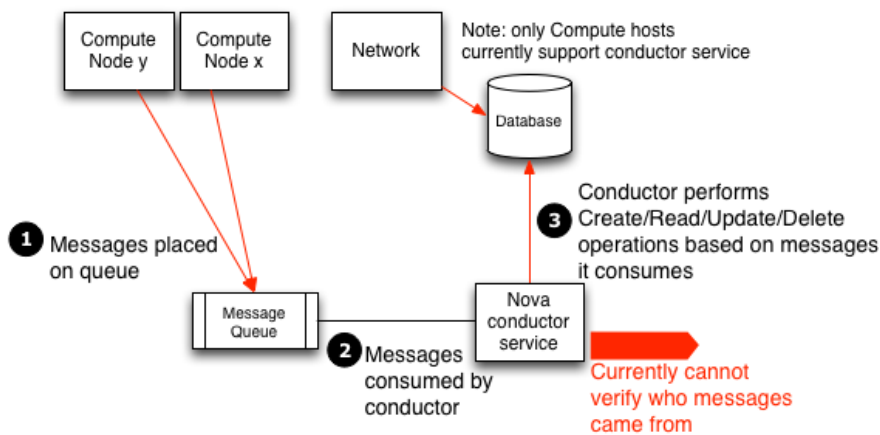 Compute
Node y
Compute
Node x
Network
Note: only Compute hosts
currently support conductor service
Database
1
Messages placed
on queue
3
Conductor performs
Create/Read/Update/Delete
operations based on messages
it consumes
Message
Queue
2
Messages
consumed by
conductor
Nova
conductor
service
Currently cannot
verify who messages
came from